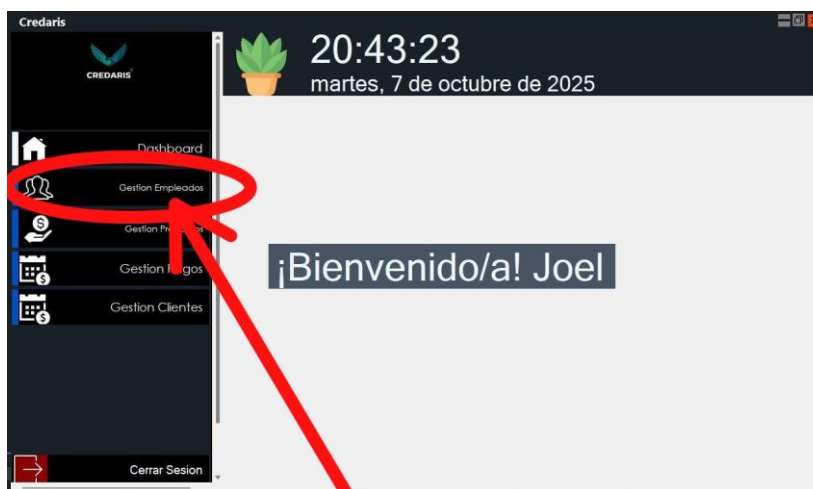 Credaris
CREDARIS
20:43:23
martes, 7 de octubre de 2025
Dashboard
Gestion Empleados
Gestion
Gestion
Gestion Clientes
¡Bienvenido/a! Joel
Cerrar Sesion